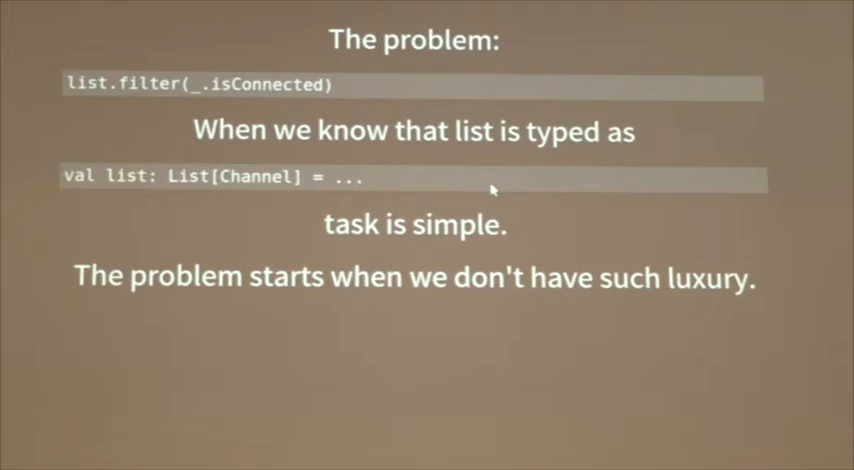 The problem:
list.filter(_.isConnected)
When we know that list is typed as
val list: List[Channel] = ...
task is simple.
The problem starts when we don't have such luxury.